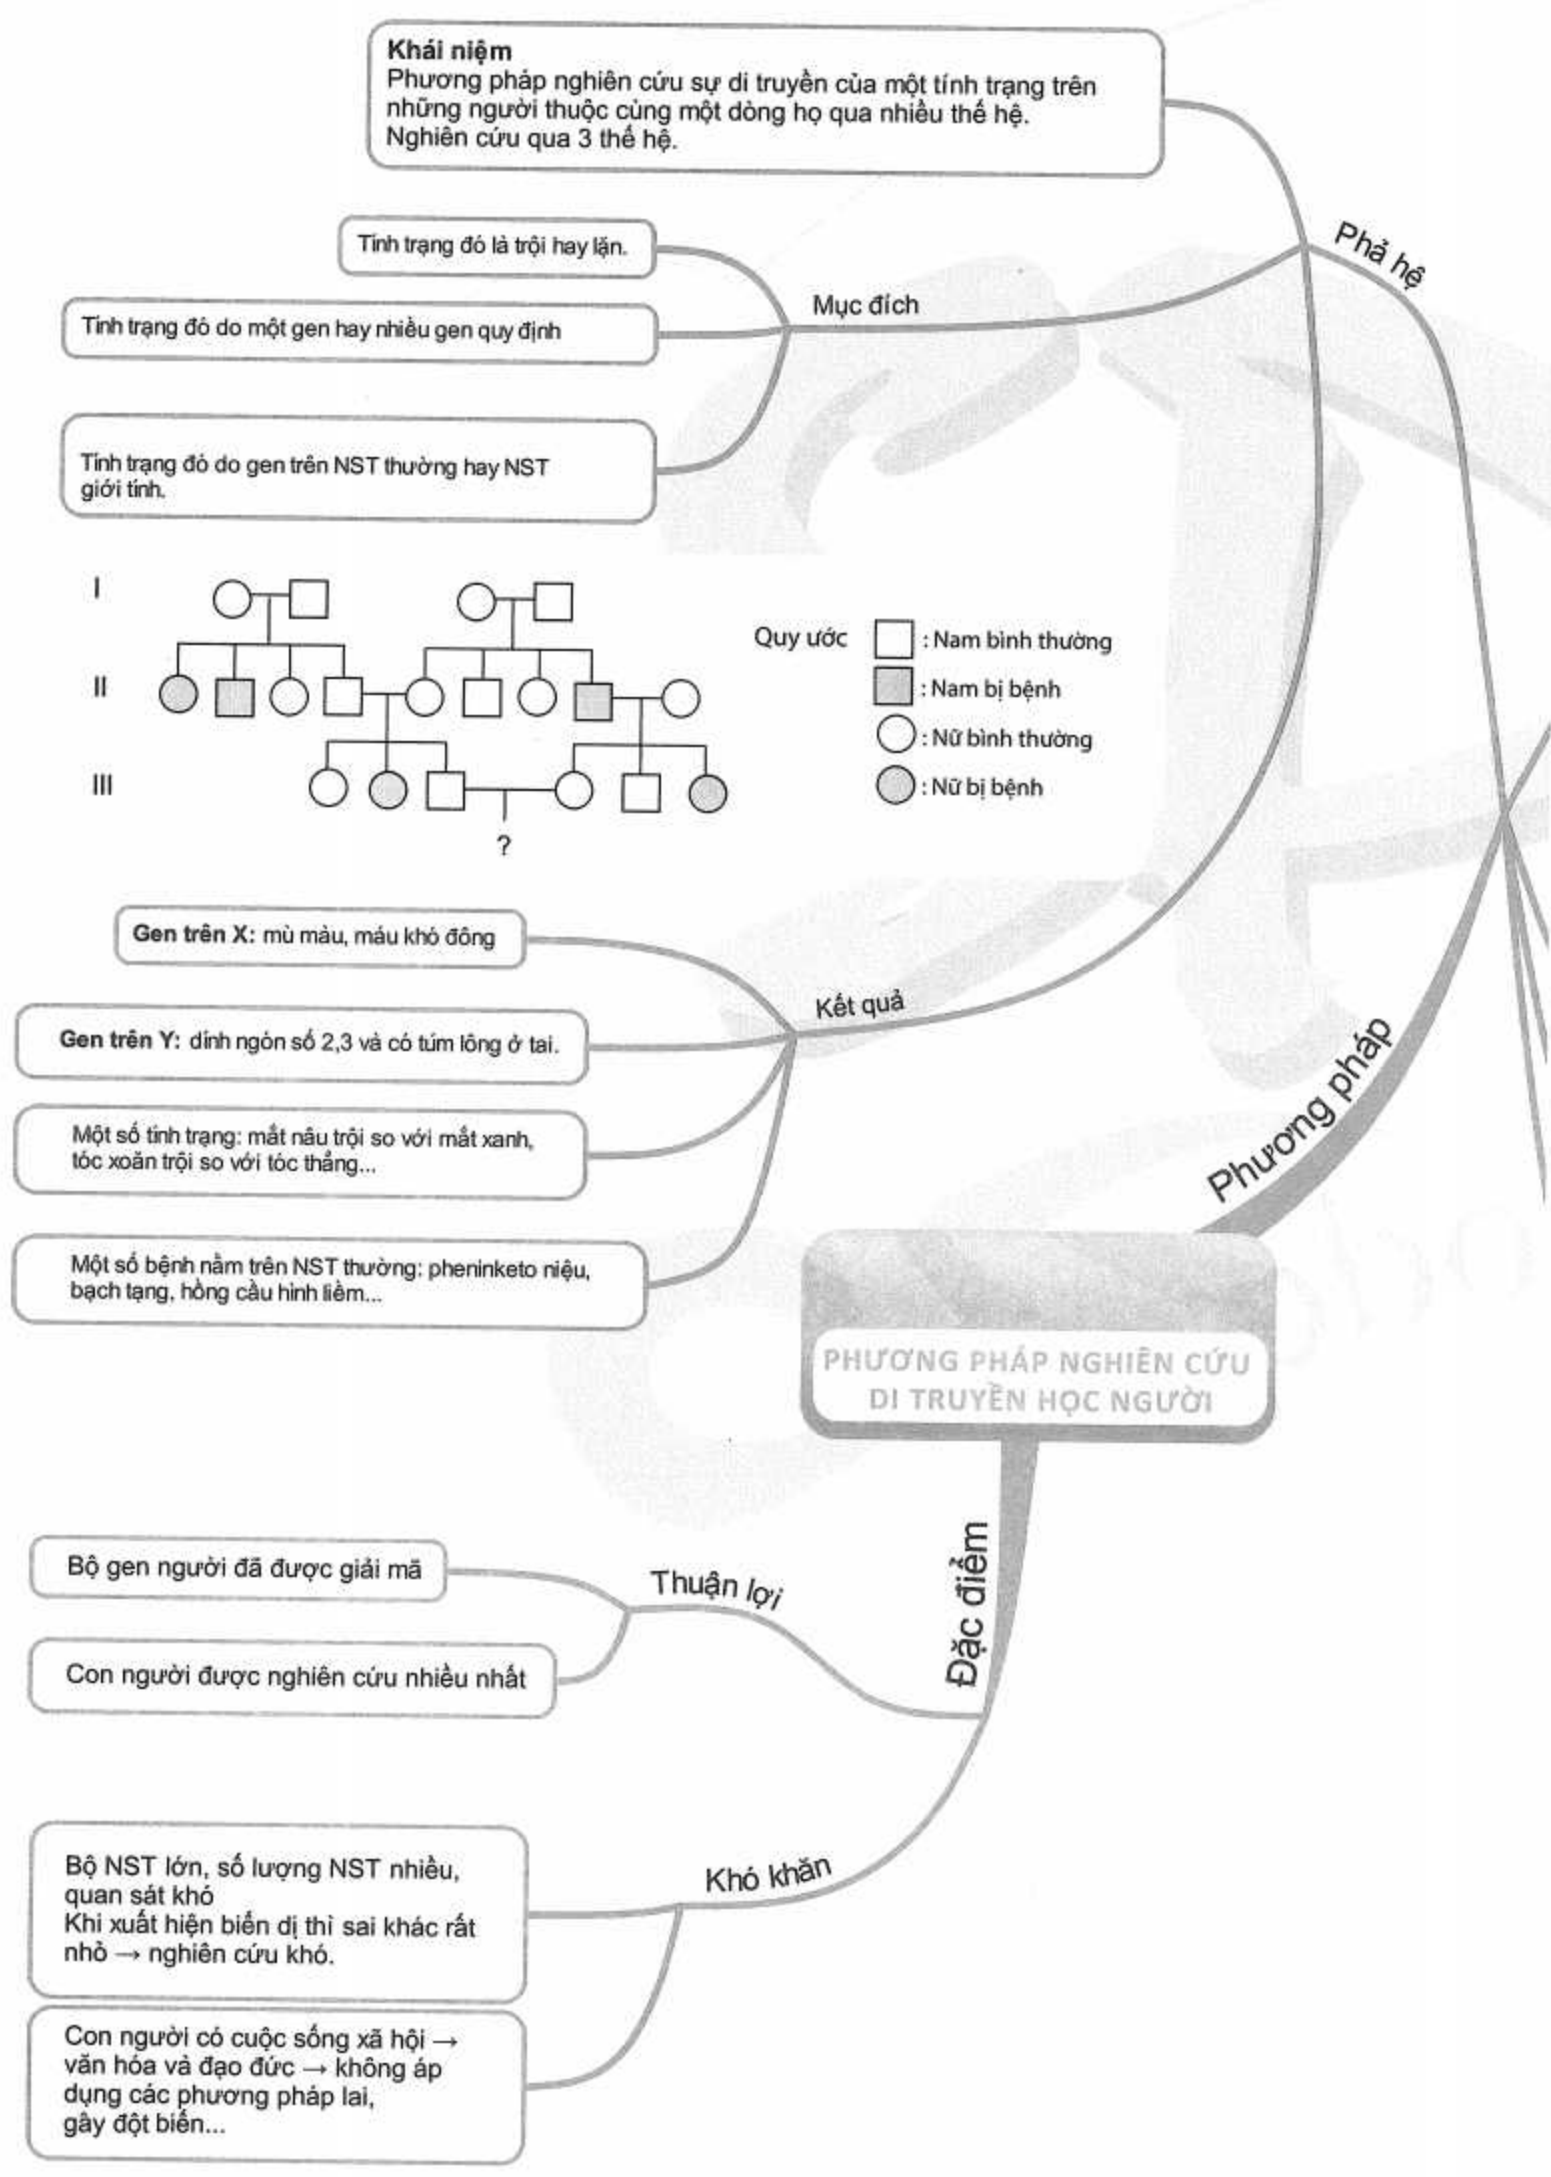 Khái niệm
Phương pháp nghiên cứu sự di truyền của một tính trạng trên
những người thuộc cùng một dòng họ qua nhiều thế hệ.
Nghiên cứu qua 3 thế hệ.
Phả hệ
Tính trạng đó là trội hay lặn.
Mục đích
Tính trạng đó do một gen hay nhiều gen quy định
Tính trạng đó do gen trên NST thường hay NST
giới tính.
I
II
III
?
Quy ước
: Nam bình thường
: Nam bị bệnh
: Nữ bình thường
: Nữ bị bệnh
Gen trên X: mù màu, máu khó đông
Kết quả
Gen trên Y: dính ngón số 2,3 và có túm lông ở tai.
Một số tính trạng: mắt nâu trội so với mắt xanh,
tóc xoăn trội so với tóc thẳng...
Một số bệnh nằm trên NST thường: pheninketo niệu,
bạch tạng, hồng cầu hình liềm...
Phương pháp
PHƯƠNG PHÁP NGHIÊN CỨU
DI TRUYỀN HỌC NGƯỜI
Đặc điểm
Thuận lợi
Bộ gen người đã được giải mã
Con người được nghiên cứu nhiều nhất
Khó khăn
Bộ NST lớn, số lượng NST nhiều,
quan sát khó
Khi xuất hiện biến dị thì sai khác rất
nhỏ → nghiên cứu khó.
Con người có cuộc sống xã hội →
văn hóa và đạo đức → không áp
dụng các phương pháp lai,
gây đột biến...